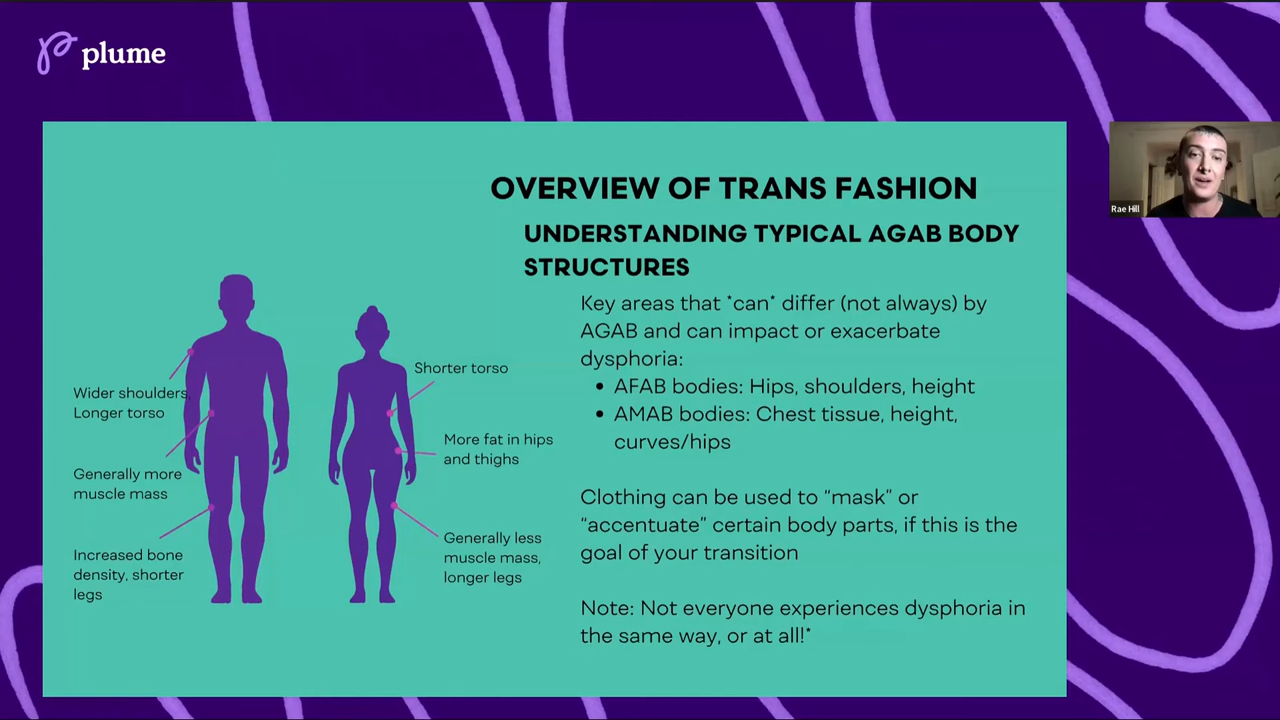 plume
OVERVIEW OF TRANS FASHION
UNDERSTANDING TYPICAL AGAB BODY
STRUCTURES
Key areas that *can* differ (not always) by
AGAB and can impact or exacerbate
dysphoria:
• AFAB bodies: Hips, shoulders, height
• AMAB bodies: Chest tissue, height,
curves/hips
Clothing can be used to “mask” or
“accentuate” certain body parts, if this is the
goal of your transition
Note: Not everyone experiences dysphoria in
the same way, or at all!*
Wider shoulders,
Longer torso
Generally more
muscle mass
Increased bone
density, shorter
legs
Shorter torso
More fat in hips
and thighs
Generally less
muscle mass,
longer legs
Rae Hill